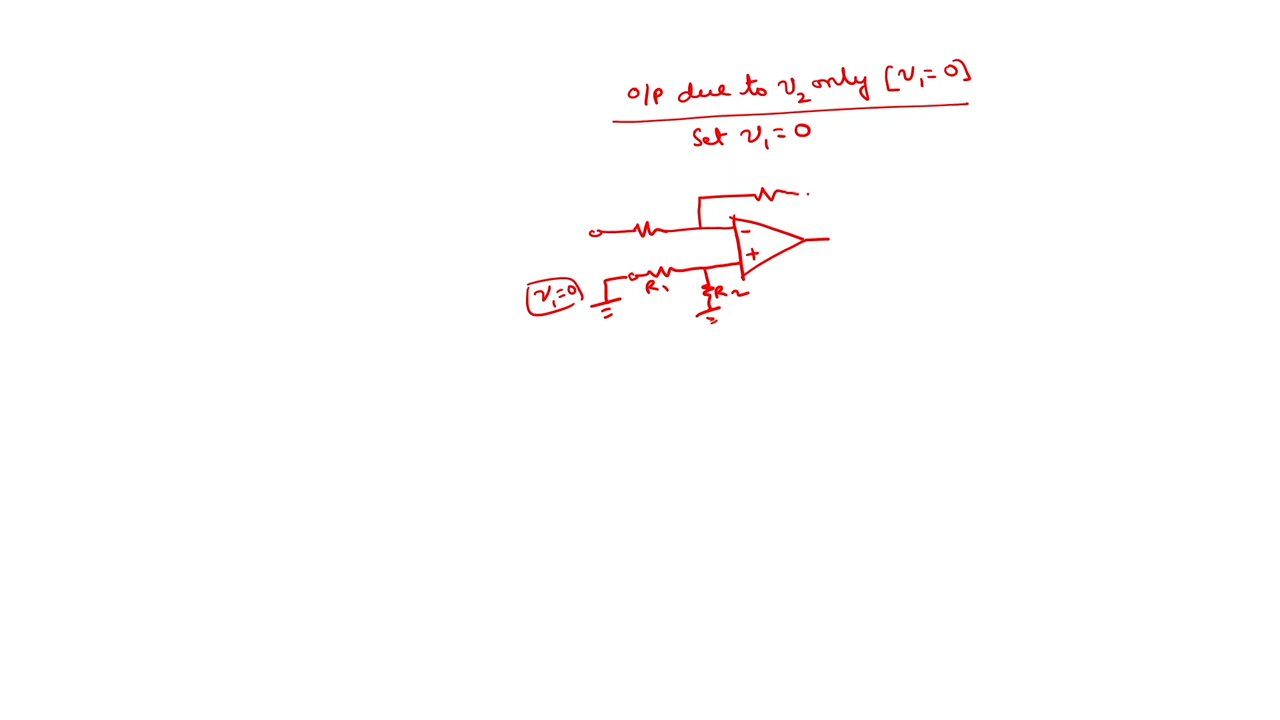 O/P due to v₂ only [v₁=0]
Set v₁=0
-
+
v₁=0
R₁
R₂